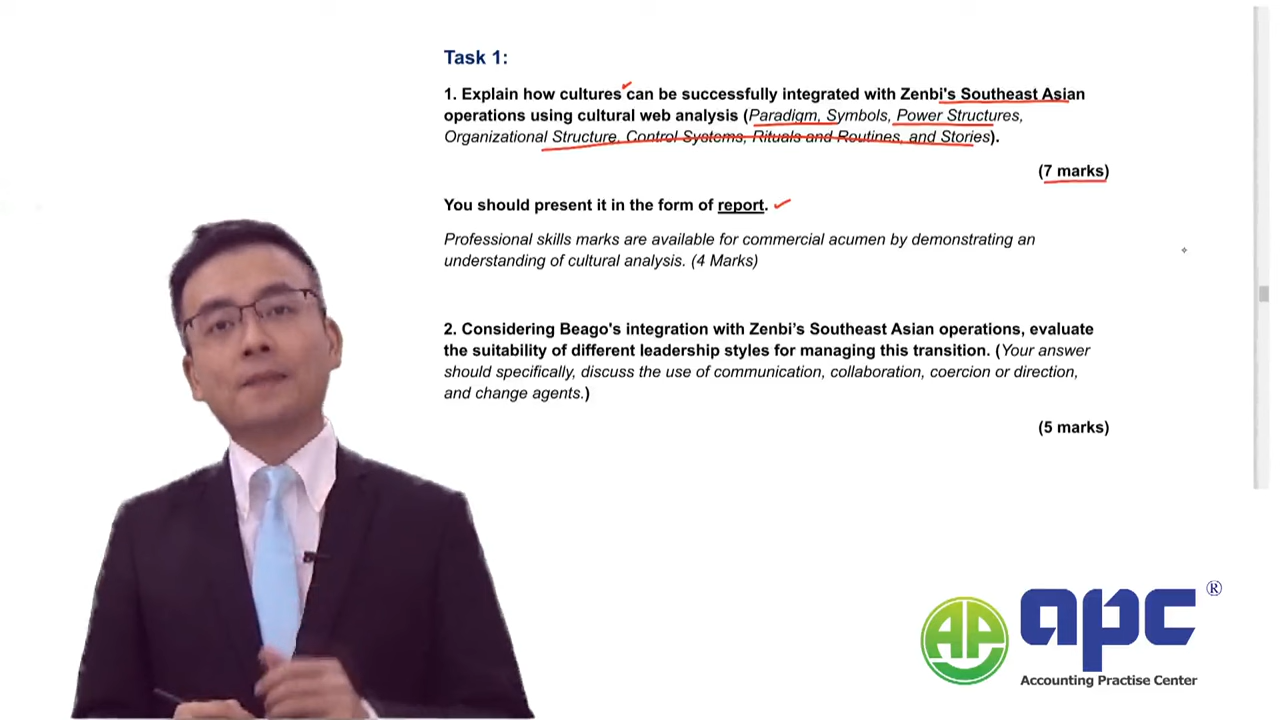 Task 1:
1. Explain how cultures can be successfully integrated with Zenbi's Southeast Asian
operations using cultural web analysis (Paradigm, Symbols, Power Structures,
Organizational Structure, Control Systems, Rituals and Routines, and Stories).
(7 marks)
You should present it in the form of report.
Professional skills marks are available for commercial acumen by demonstrating an
understanding of cultural analysis. (4 Marks)
2. Considering Beago's integration with Zenbi’s Southeast Asian operations, evaluate
the suitability of different leadership styles for managing this transition. (Your answer
should specifically, discuss the use of communication, collaboration, coercion or direction,
and change agents.)
(5 marks)
AP apc ®
Accounting Practise Center